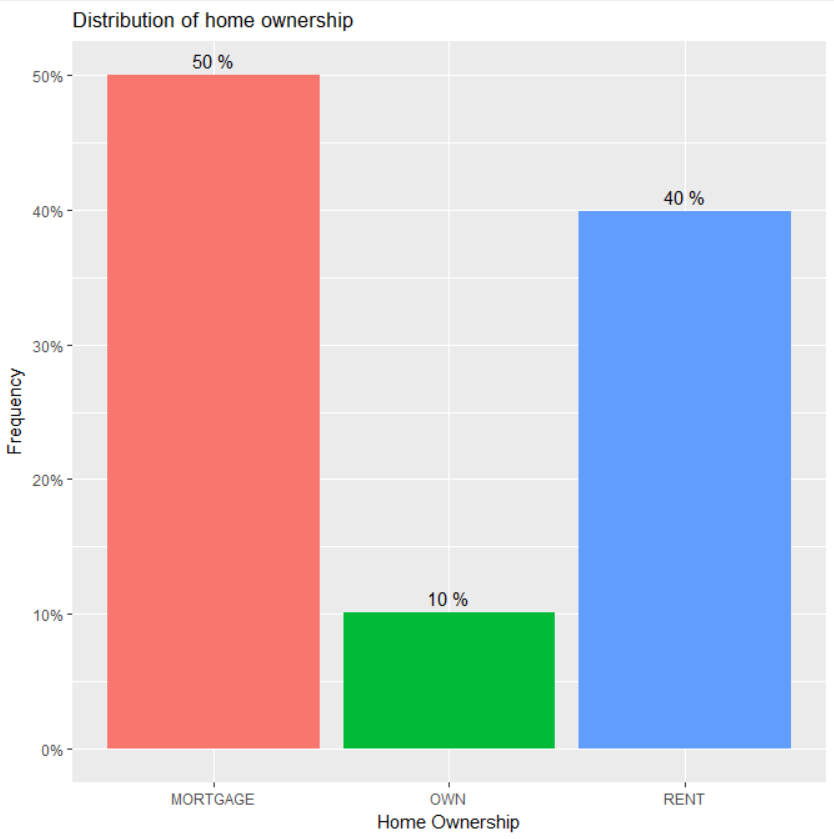 Distribution of home ownership
50 %
50%
40 %
40%
30%
Frequency
20%
10 %
10%
0%
MORTGAGE OWN RENT
Home Ownership